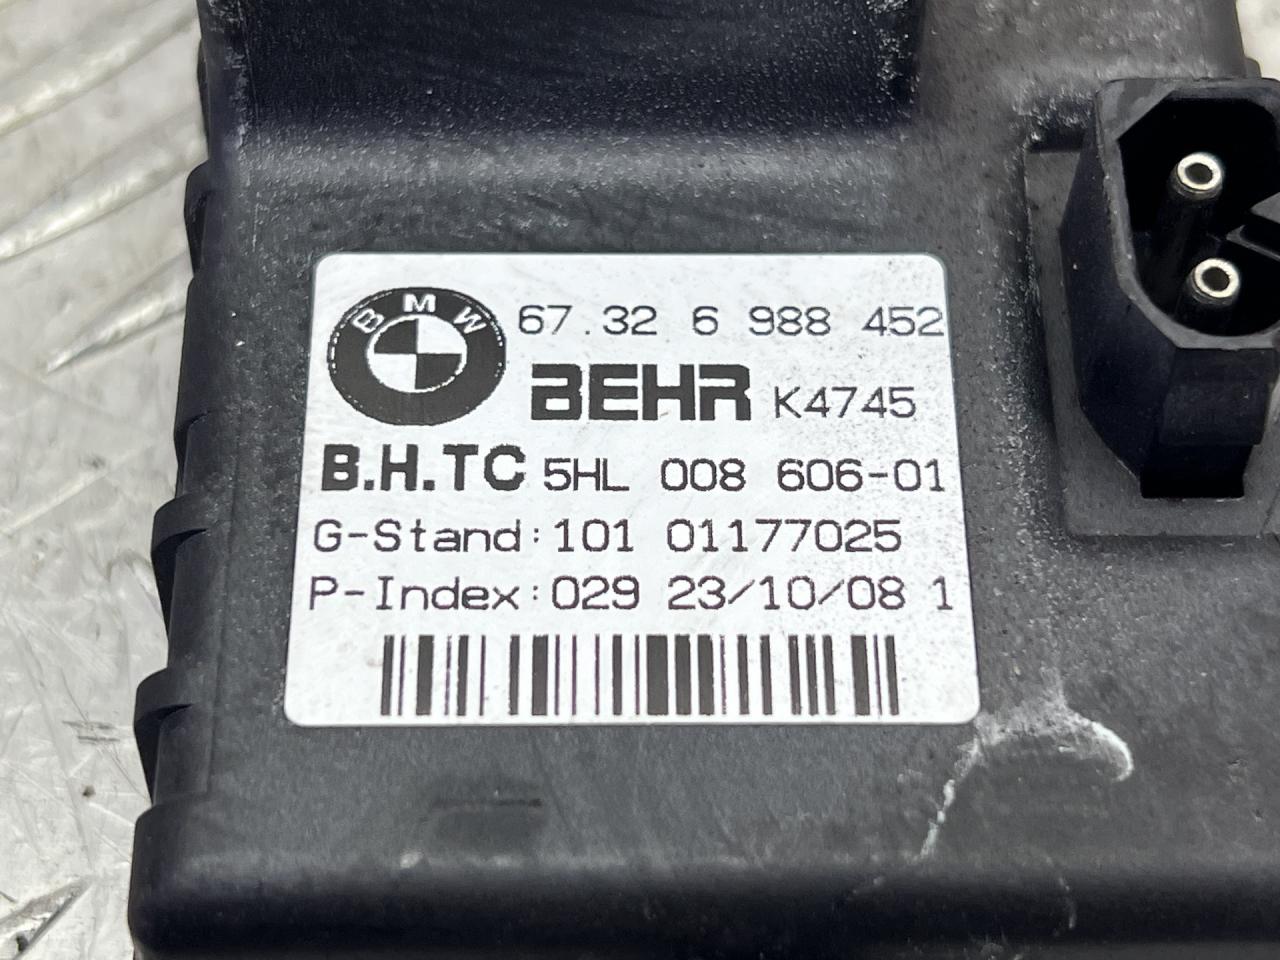 BMW 67.32 6 988 452
BEHR K4745
B.H.TC 5HL 008 606-01
G-Stand:101 01177025
P-Index:029 23/10/08 1